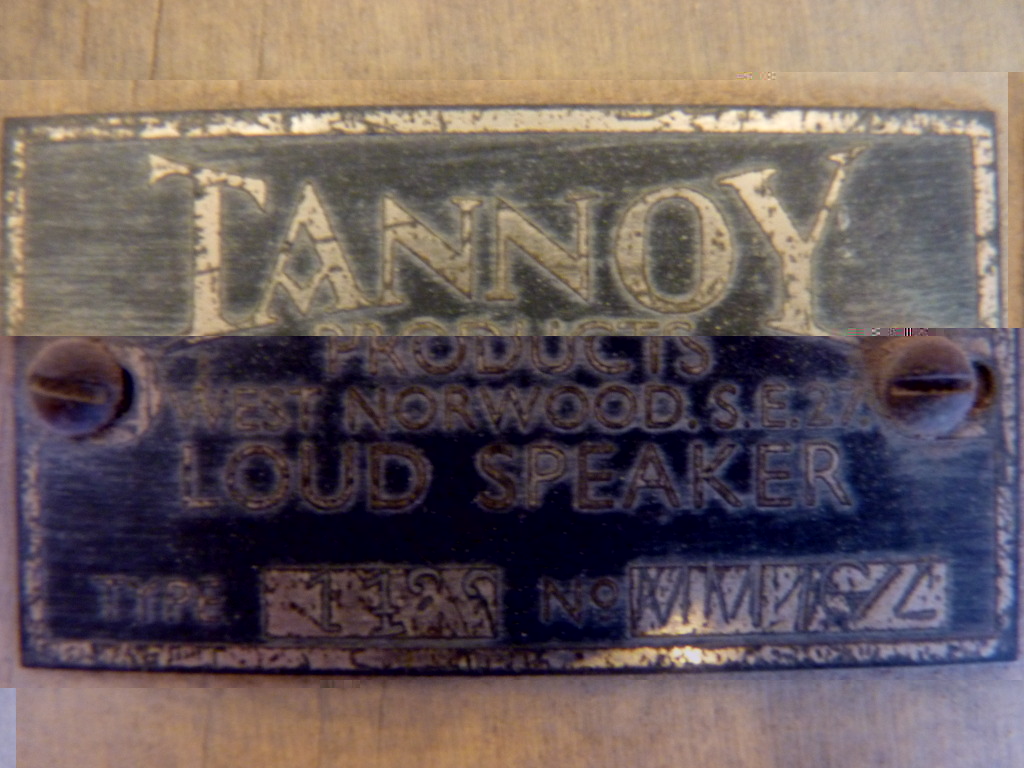 TANNOY
PRODUCTS
WEST NORWOOD. S.E.27.
LOUD SPEAKER
TYPE No